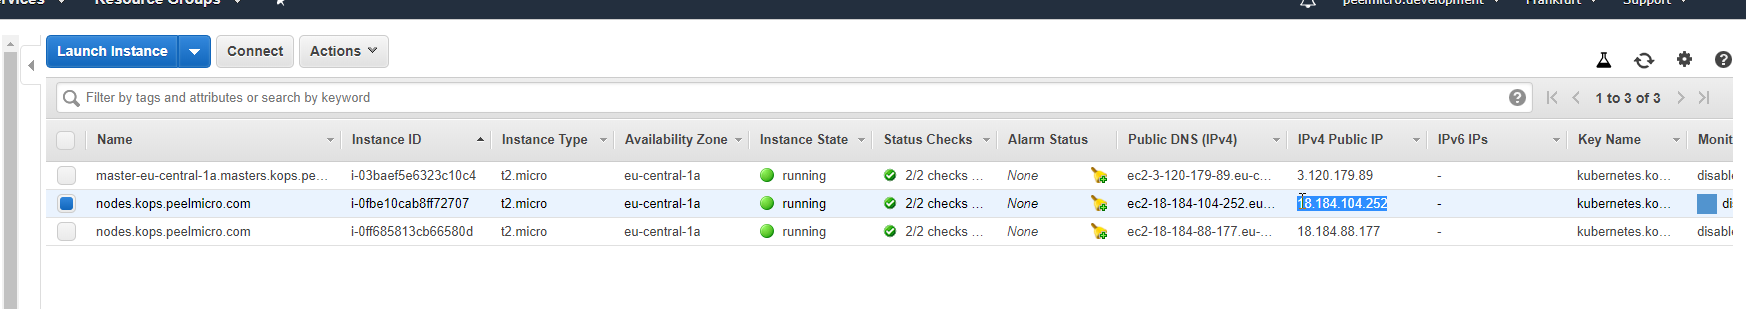 Resource Groups peelmicro.development Frankfurt Support
Launch Instance Connect Actions
Filter by tags and attributes or search by keyword 1 to 3 of 3
Name Instance ID Instance Type Availability Zone Instance State Status Checks Alarm Status Public DNS (IPv4) IPv4 Public IP IPv6 IPs Key Name Monit
master-eu-central-1a.masters.kops.pe... i-03baef5e6323c10c4 t2.micro eu-central-1a running 2/2 checks ... None ec2-3-120-179-89.eu-c... 3.120.179.89 - kubernetes.ko... disable
nodes.kops.peelmicro.com i-0fbe10cab8ff72707 t2.micro eu-central-1a running 2/2 checks ... None ec2-18-184-104-252.eu... 18.184.104.252 - kubernetes.ko... di
nodes.kops.peelmicro.com i-0ff685813cb66580d t2.micro eu-central-1a running 2/2 checks ... None ec2-18-184-88-177.eu-... 18.184.88.177 - kubernetes.ko... disable